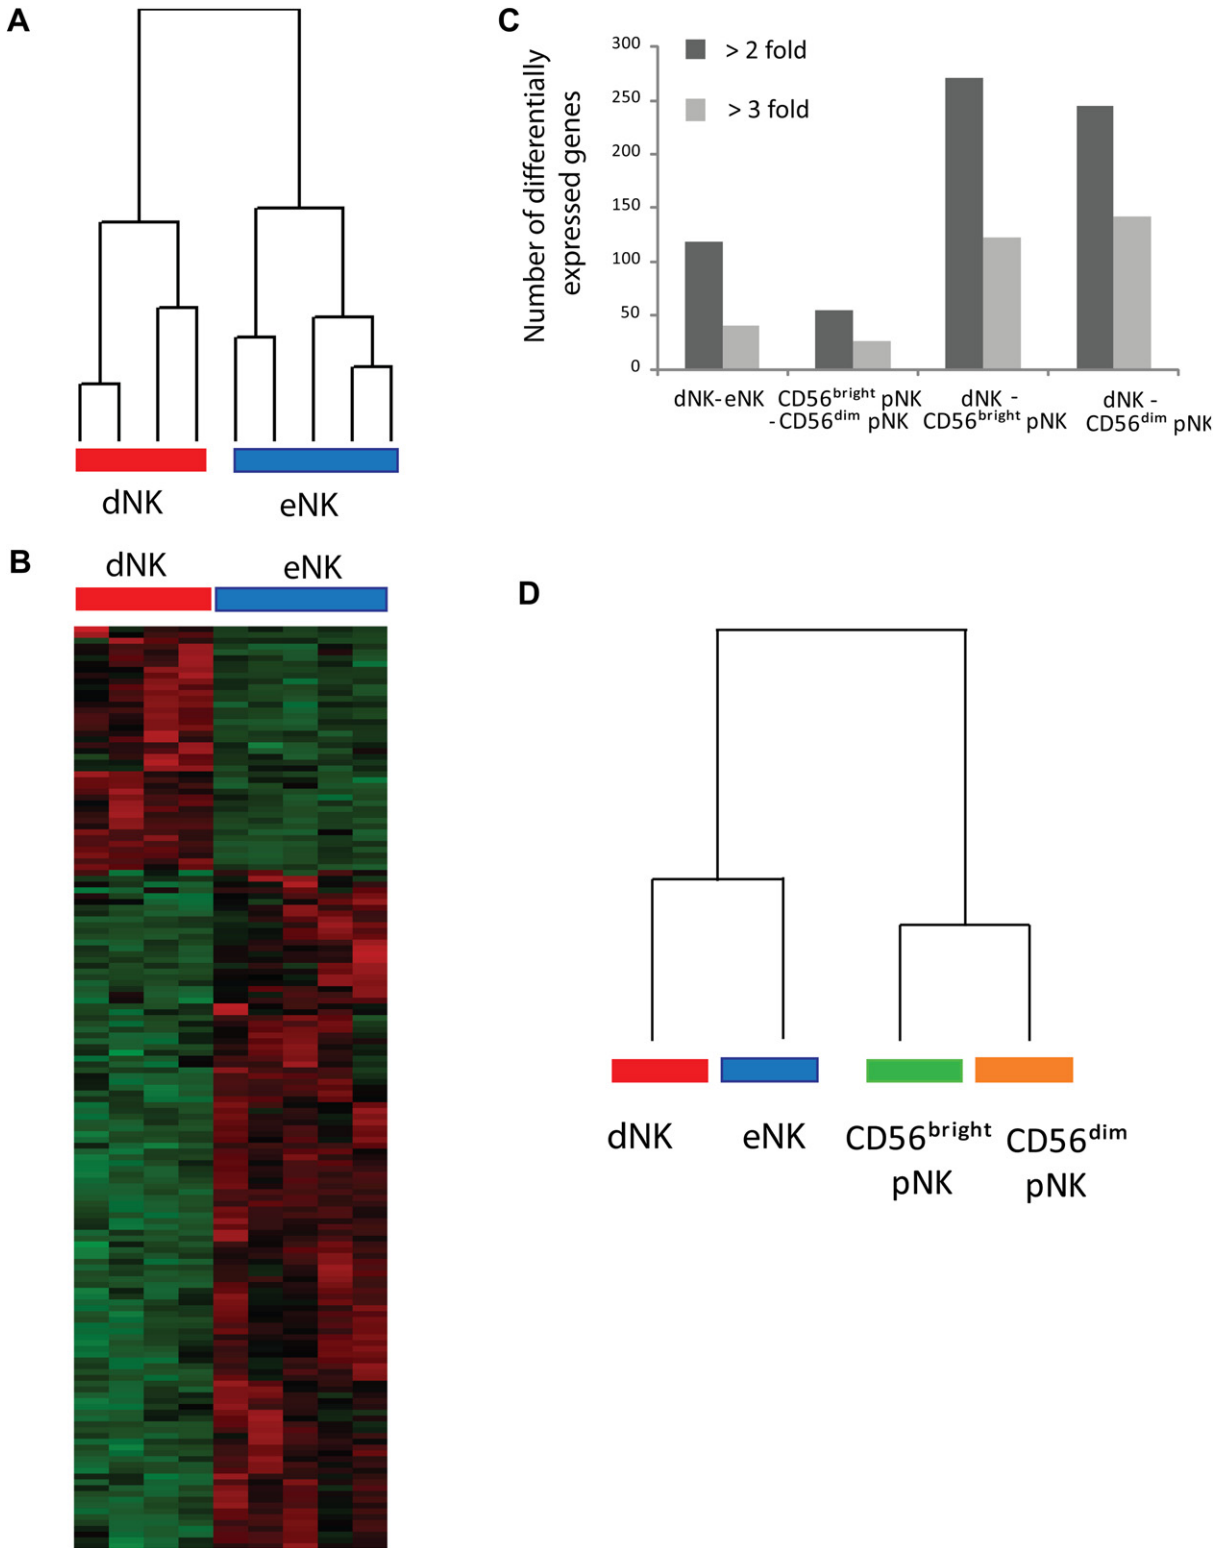 A
dNK
eNK
B
dNK
eNK
C
Number of differentially
expressed genes
300
250
200
150
100
50
0
> 2 fold
> 3 fold
dNK-eNK
CD56bright pNK
-CD56dim pNK
dNK -
CD56bright pNK
dNK -
CD56dim pNK
D
dNK
eNK
CD56bright
pNK
CD56dim
pNK